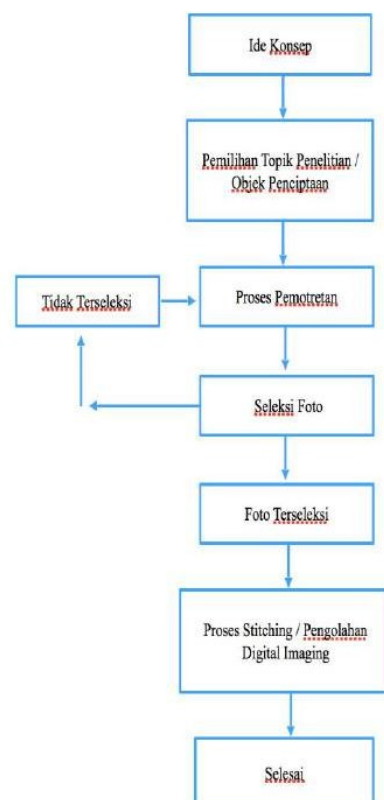 Ide Konsep
Pemilihan Topik Penelitian /
Objek Penciptaan
Tidak Terseleksi
Proses Pemotretan
Seleksi Foto
Foto Terseleksi
Proses Stitching / Pengolahan
Digital Imaging
Selesai